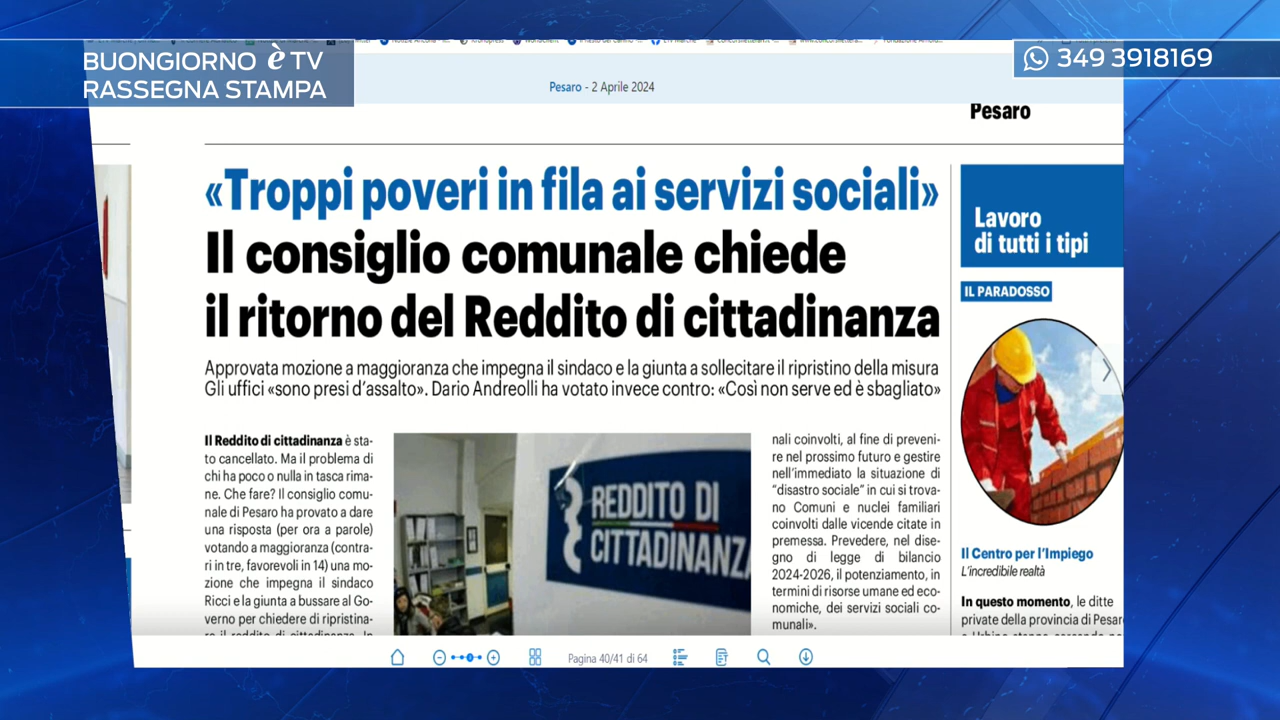 BUONGIORNO è TV
RASSEGNA STAMPA
349 3918169
Pesaro - 2 Aprile 2024
Pesaro
«Troppi poveri in fila ai servizi sociali»
Il consiglio comunale chiede
il ritorno del Reddito di cittadinanza
Approvata mozione a maggioranza che impegna il sindaco e la giunta a sollecitare il ripristino della misura
Gli uffici «sono presi d’assalto». Dario Andreolli ha votato invece contro: «Così non serve ed è sbagliato»
Il Reddito di cittadinanza è sta-
to cancellato. Ma il problema di
chi ha poco o nulla in tasca rima-
ne. Che fare? Il consiglio comu-
nale di Pesaro ha provato a dare
una risposta (per ora a parole)
votando a maggioranza (contra-
ri in tre, favorevoli in 14) una mo-
zione che impegna il sindaco
Ricci e la giunta a bussare al Go-
verno per chiedere di ripristina-
re il reddito di cittadinanza. In
REDDITO DI
CITTADINANZA
nali coinvolti, al fine di preveni-
re nel prossimo futuro e gestire
nell’immediato la situazione di
“disastro sociale” in cui si trova-
no Comuni e nuclei familiari
coinvolti dalle vicende citate in
premessa. Prevedere, nel dise-
gno di legge di bilancio
2024-2026, il potenziamento, in
termini di risorse umane ed eco-
nomiche, dei servizi sociali co-
munali».
Lavoro
di tutti i tipi
IL PARADOSSO
Il Centro per l’Impiego
L’incredibile realtà
In questo momento, le ditte
private della provincia di Pesar
Pagina 40/41 di 64